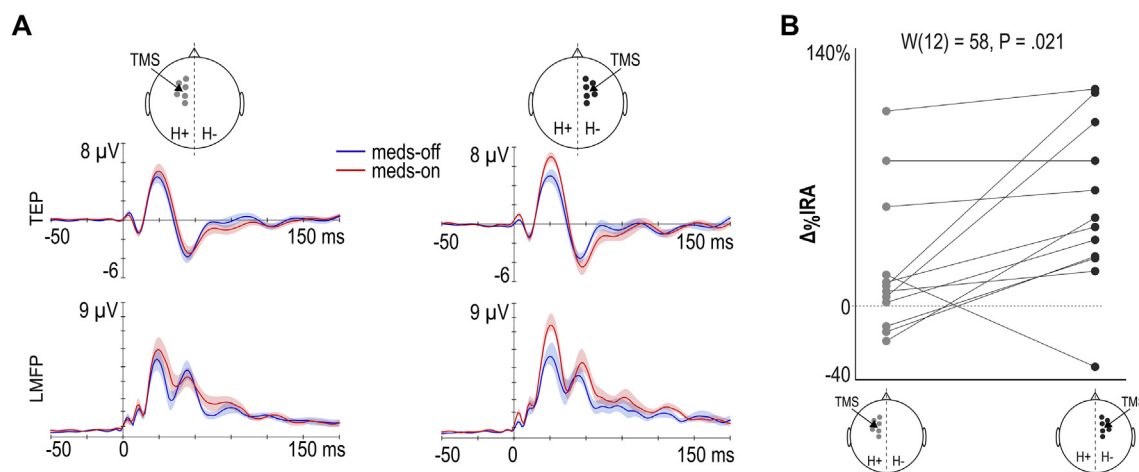 A
TMS
H+ H-
TMS
H+ H-
meds-off
meds-on
TEP
8 µV
-50
150 ms
-6
8 µV
-50
150 ms
-6
LMFP
9 µV
-50
0
150 ms
9 µV
-50
0
150 ms
B
W(12) = 58, P = .021
140%
Δ%IRA
0
-40
TMS
H+ H-
TMS
H+ H-